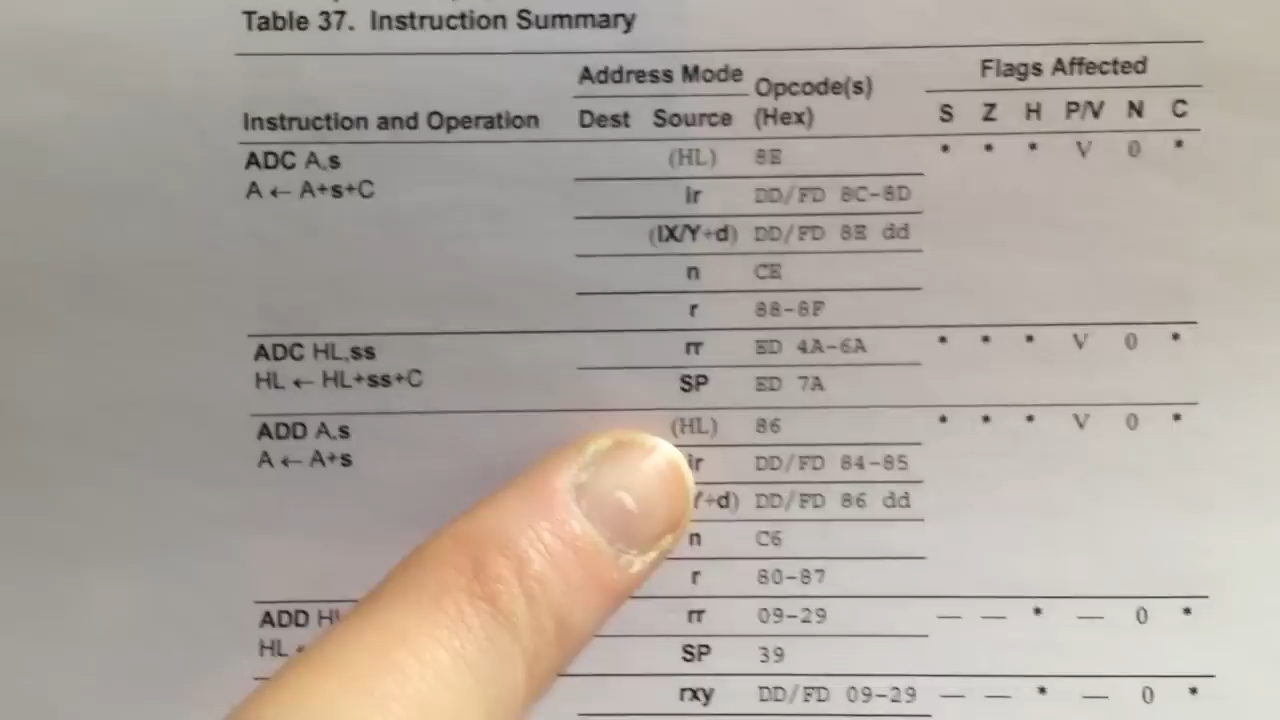 Table 37. Instruction Summary
Address Mode Opcode(s) Flags Affected
Instruction and Operation Dest Source (Hex) S Z H P/V N C
ADC A,s (HL) 8E * * * V 0 *
A ← A+s+C ir DD/FD 8C-8D
(IX/Y+d) DD/FD 8E dd
n CE
r 88-8F
ADC HL,ss rr ED 4A-6A * * * V 0 *
HL ← HL+ss+C SP ED 7A
ADD A,s (HL) 86 * * * V 0 *
A ← A+s ir DD/FD 84-85
Y+d) DD/FD 86 dd
n C6
r 80-87
ADD rr 09-29 — — * — 0 *
HL SP 39
rxy DD/FD 09-29 — — * — 0 *